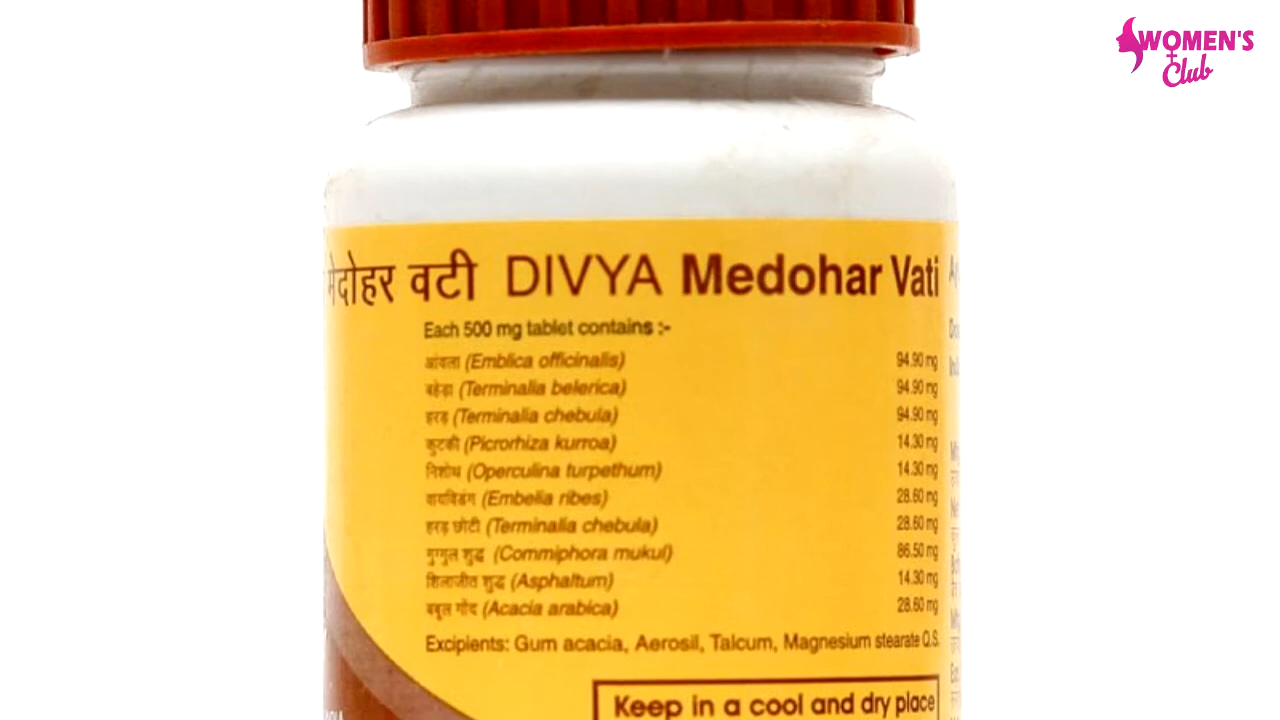 WOMEN'S
Club
मेदोहर वटी DIVYA Medohar Vati
Each 500 mg tablet contains :-
आंवला (Emblica officinalis) 94.90 mg
बहेड़ा (Terminalia belerica) 94.90 mg
हरड़ (Terminalia chebula) 94.90 mg
कुटकी (Picrorhiza kurroa) 14.30 mg
निशोथ (Operculina turpethum) 14.30 mg
वायविडंग (Embelia ribes) 28.60 mg
हरड़ छोटी (Terminalia chebula) 28.60 mg
गुग्गुल शुद्ध (Commiphora mukul) 86.50 mg
शिलाजीत शुद्ध (Asphaltum) 14.30 mg
बबूल गोंद (Acacia arabica) 28.60 mg
Excipients: Gum acacia, Aerosil, Talcum, Magnesium stearate Q.S.
Keep in a cool and dry place